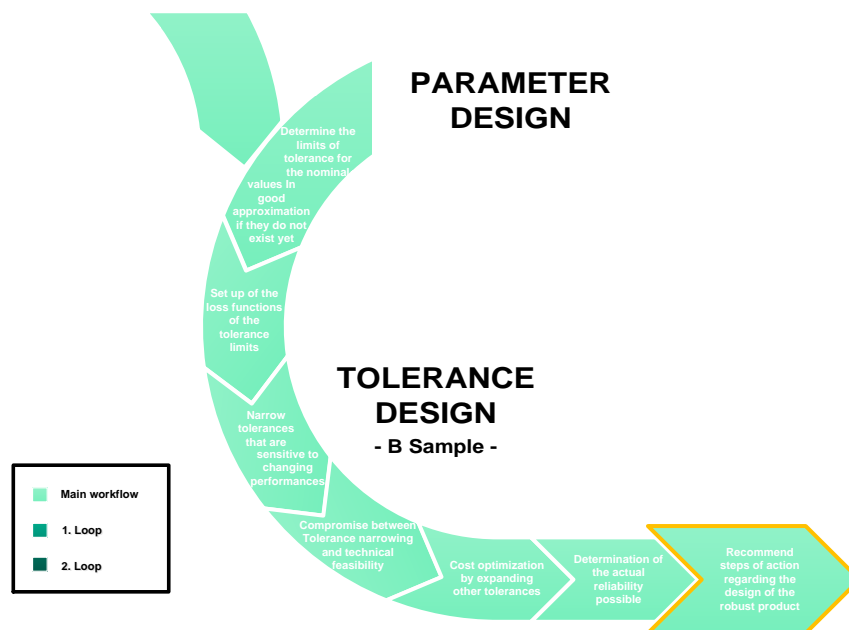 PARAMETER
DESIGN
Determine the
limits of
tolerance for
the nominal
values In
good
approximation
if they do not
exist yet
Set up of the
loss functions
of the
tolerance
limits
TOLERANCE
DESIGN
- B Sample -
Narrow
tolerances
that are
sensitive to
changing
performances
Compromise between
Tolerance narrowing
and technical
feasibility
Cost optimization
by expanding
other tolerances
Determination of
the actual
reliability
possible
Recommend
steps of action
regarding the
design of the
robust product
Main workflow
1. Loop
2. Loop